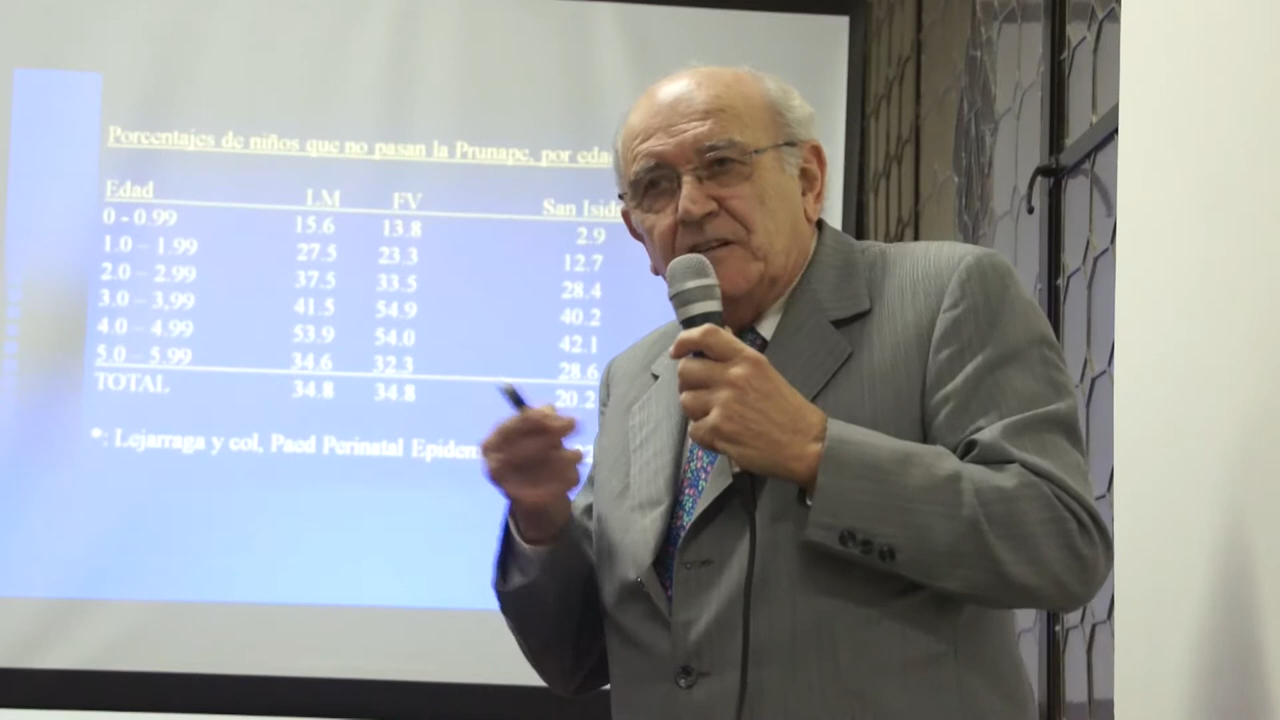 Porcentajes de niños que no pasan la Prunape, por eda
Edad LM FV San Isid
0 - 0.99 15.6 13.8 2.9
1.0 – 1.99 27.5 23.3 12.7
2.0 – 2.99 37.5 33.5 28.4
3.0 – 3,99 41.5 54.9 40.2
4.0 – 4.99 53.9 54.0 42.1
5.0 – 5.99 34.6 32.3 28.6
TOTAL 34.8 34.8 20.2
*: Lejarraga y col, Paed Perinatal Epidem